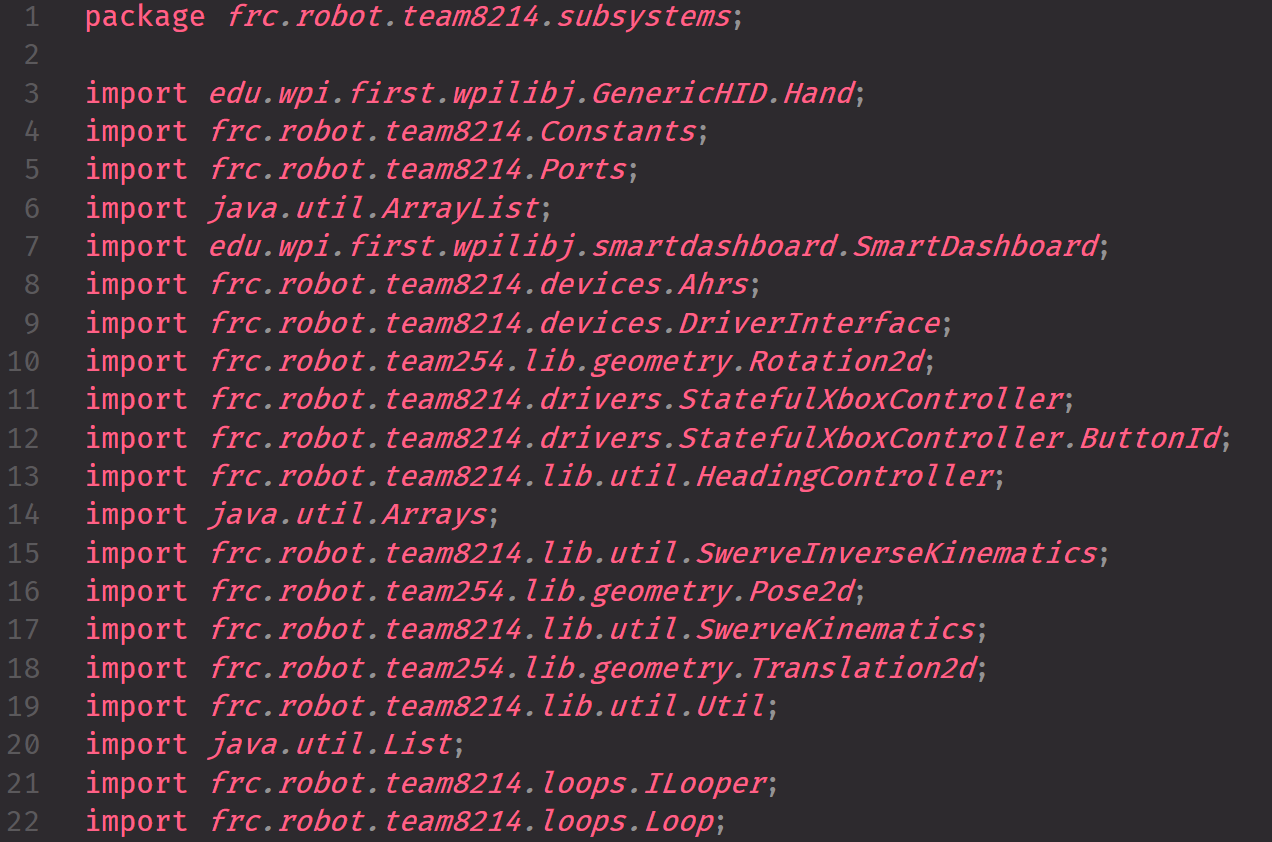 1 package frc.robot.team8214.subsystems;
2
3 import edu.wpi.first.wpilibj.GenericHID.Hand;
4 import frc.robot.team8214.Constants;
5 import frc.robot.team8214.Ports;
6 import java.util.ArrayList;
7 import edu.wpi.first.wpilibj.smartdashboard.SmartDashboard;
8 import frc.robot.team8214.devices.Ahrs;
9 import frc.robot.team8214.devices.DriverInterface;
10 import frc.robot.team254.lib.geometry.Rotation2d;
11 import frc.robot.team8214.drivers.StatefulXboxController;
12 import frc.robot.team8214.drivers.StatefulXboxController.ButtonId;
13 import frc.robot.team8214.lib.util.HeadingController;
14 import java.util.Arrays;
15 import frc.robot.team8214.lib.util.SwerveInverseKinematics;
16 import frc.robot.team254.lib.geometry.Pose2d;
17 import frc.robot.team8214.lib.util.SwerveKinematics;
18 import frc.robot.team254.lib.geometry.Translation2d;
19 import frc.robot.team8214.lib.util.Util;
20 import java.util.List;
21 import frc.robot.team8214.loops.ILooper;
22 import frc.robot.team8214.loops.Loop;